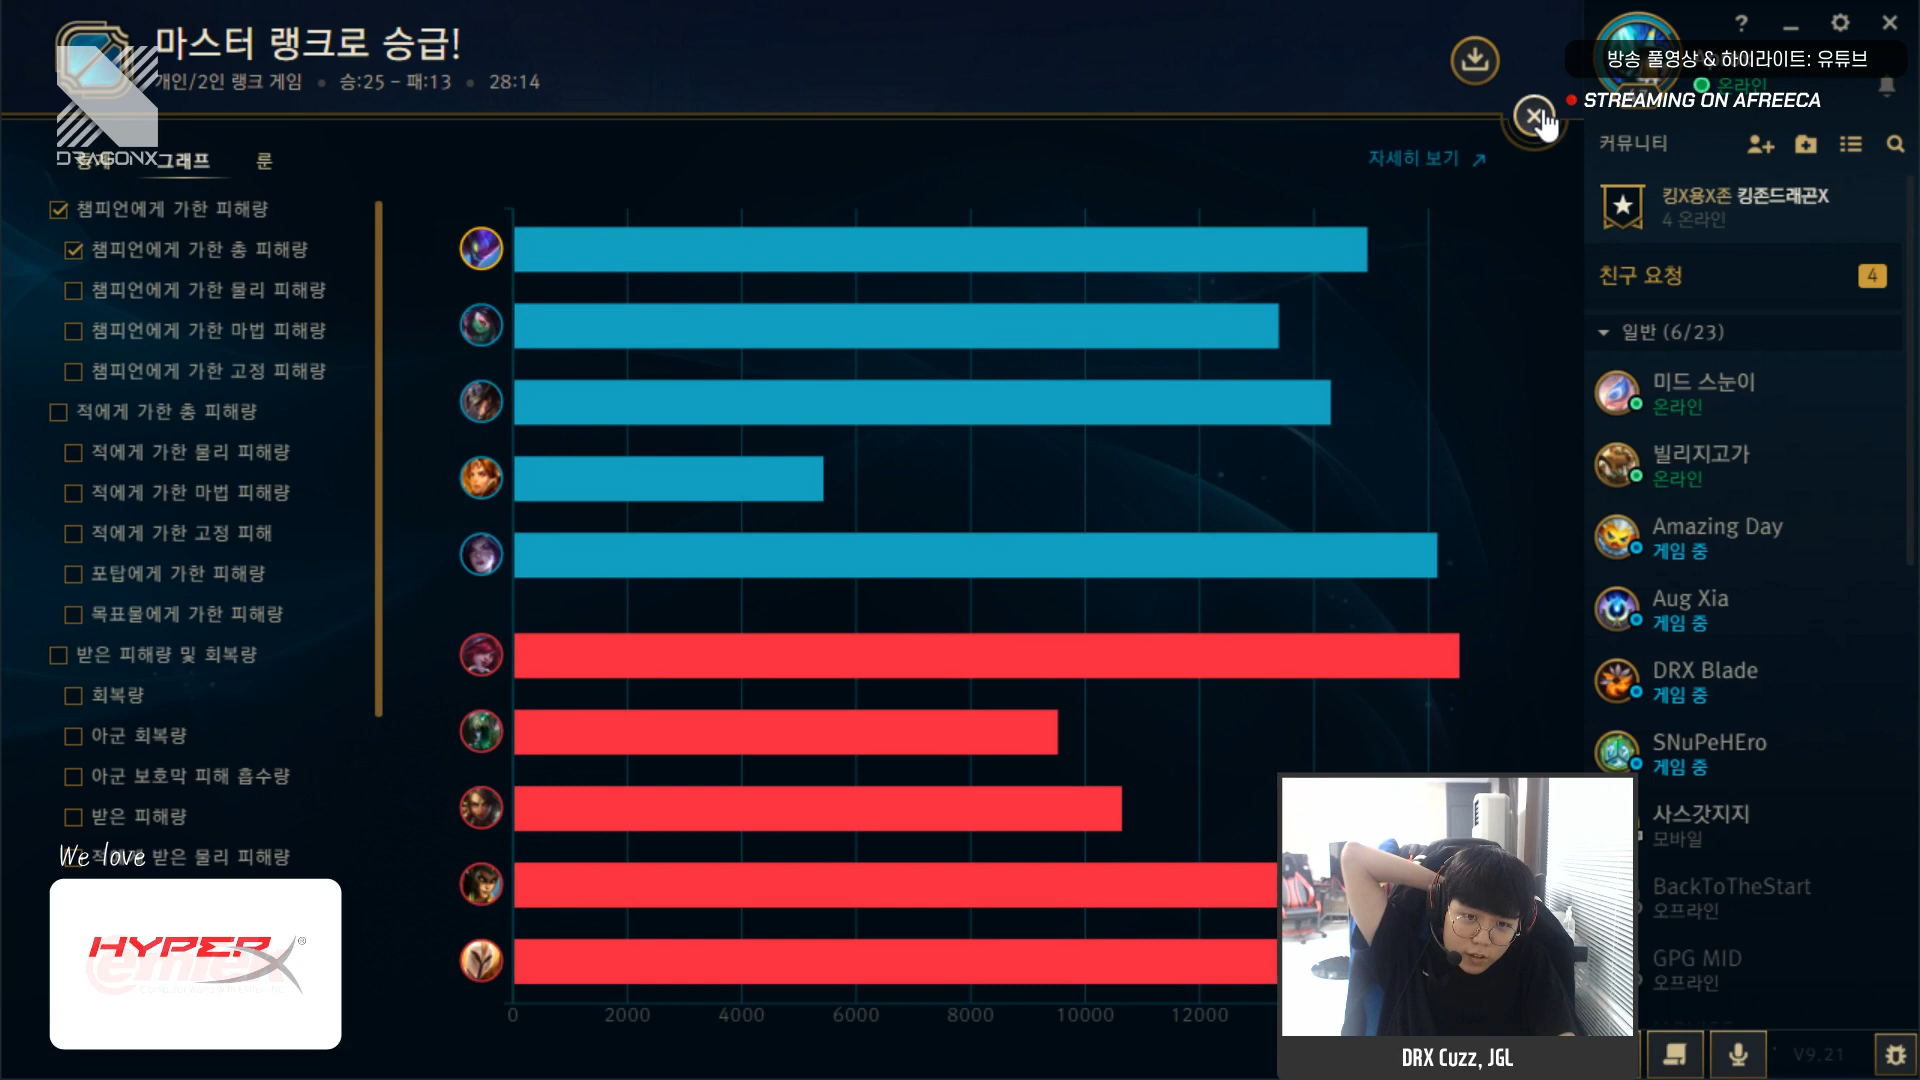 마스터 랭크로 승급!
개인/2인 랭크 게임 • 승:25 - 패:13 • 28:14
DRAGONX
그래프
룬
자세히 보기
챔피언에게 가한 피해량
챔피언에게 가한 총 피해량
챔피언에게 가한 물리 피해량
챔피언에게 가한 마법 피해량
챔피언에게 가한 고정 피해량
적에게 가한 총 피해량
적에게 가한 물리 피해량
적에게 가한 마법 피해량
적에게 가한 고정 피해
포탑에게 가한 피해량
목표물에게 가한 피해량
받은 피해량 및 회복량
회복량
아군 회복량
아군 보호막 피해 흡수량
받은 피해량
받은 물리 피해량
We love
HYPERX
0 2000 4000 6000 8000 10000 12000
방송 풀영상 & 하이라이트: 유튜브
온라인
STREAMING ON AFREECA
커뮤니티
킹X용X존 킹존드래곤X
4 온라인
친구 요청
4
일반 (6/23)
미드 스눈이
온라인
빌리지고가
온라인
Amazing Day
게임 중
Aug Xia
게임 중
DRX Blade
게임 중
SNuPeHEro
게임 중
사스갓지지
모바일
BackToTheStart
오프라인
GPG MID
오프라인
V9.21
DRX Cuzz, JGL